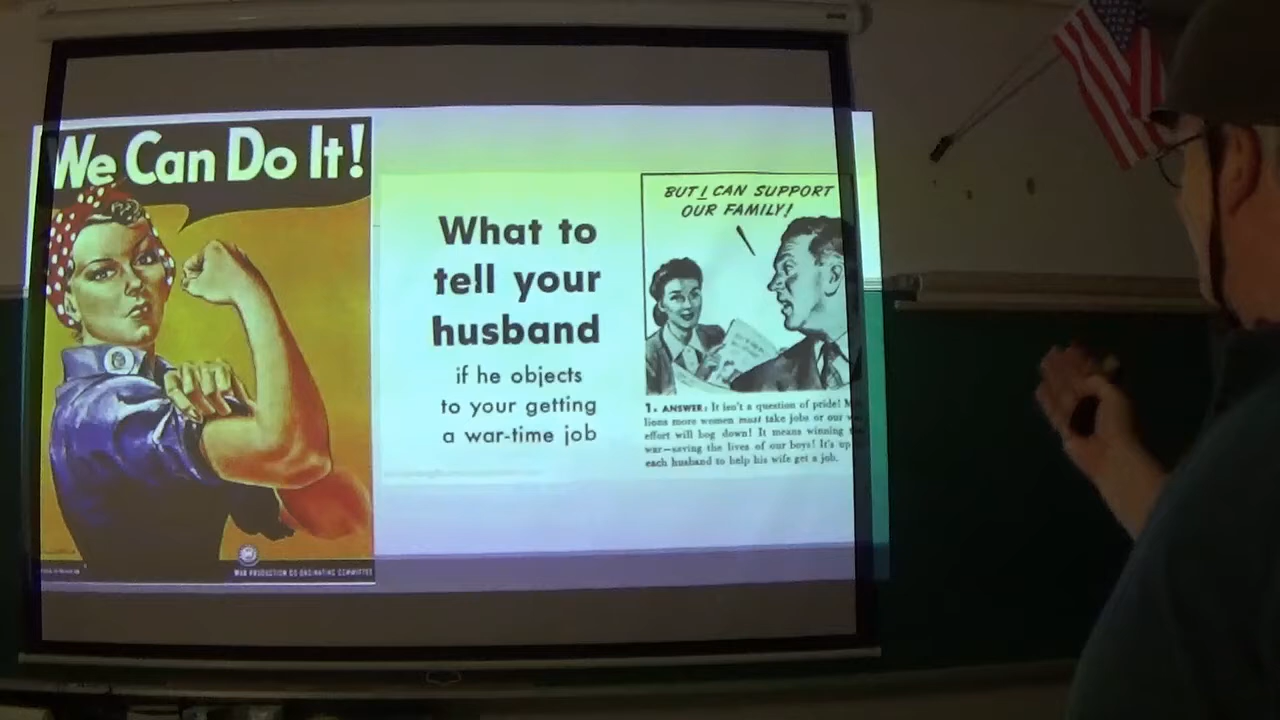 We Can Do It!
WAR PRODUCTION CO-ORDINATING COMMITTEE
What to
tell your
husband
if he objects
to your getting
a war-time job
BUT I CAN SUPPORT
OUR FAMILY!
1. ANSWER: It isn't a question of pride!
lions more women must take jobs or our
effort will bog down! It means winning
war—saving the lives of our boys! It's up
each husband to help his wife get a job.